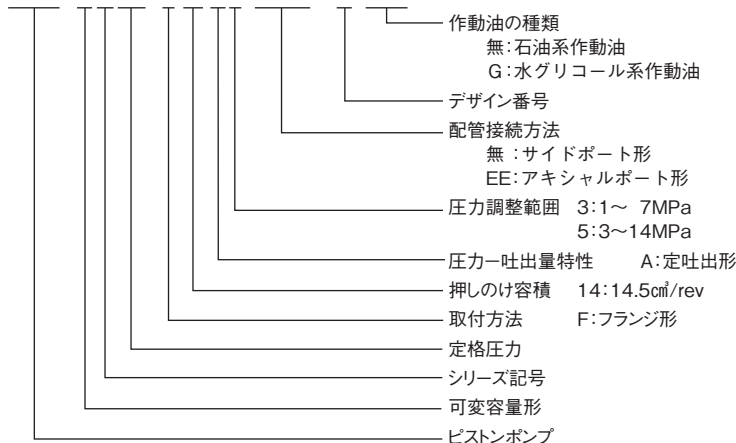 作動油の種類
無:石油系作動油
G:水グリコール系作動油
デザイン番号
配管接続方法
無 :サイドポート形
EE:アキシャルポート形
圧力調整範囲 3:1~ 7MPa
5:3~14MPa
圧力ー吐出量特性 A:定吐出形
押しのけ容積 14:14.5㎤/rev
取付方法 F:フランジ形
定格圧力
シリーズ記号
可変容量形
ピストンポンプ